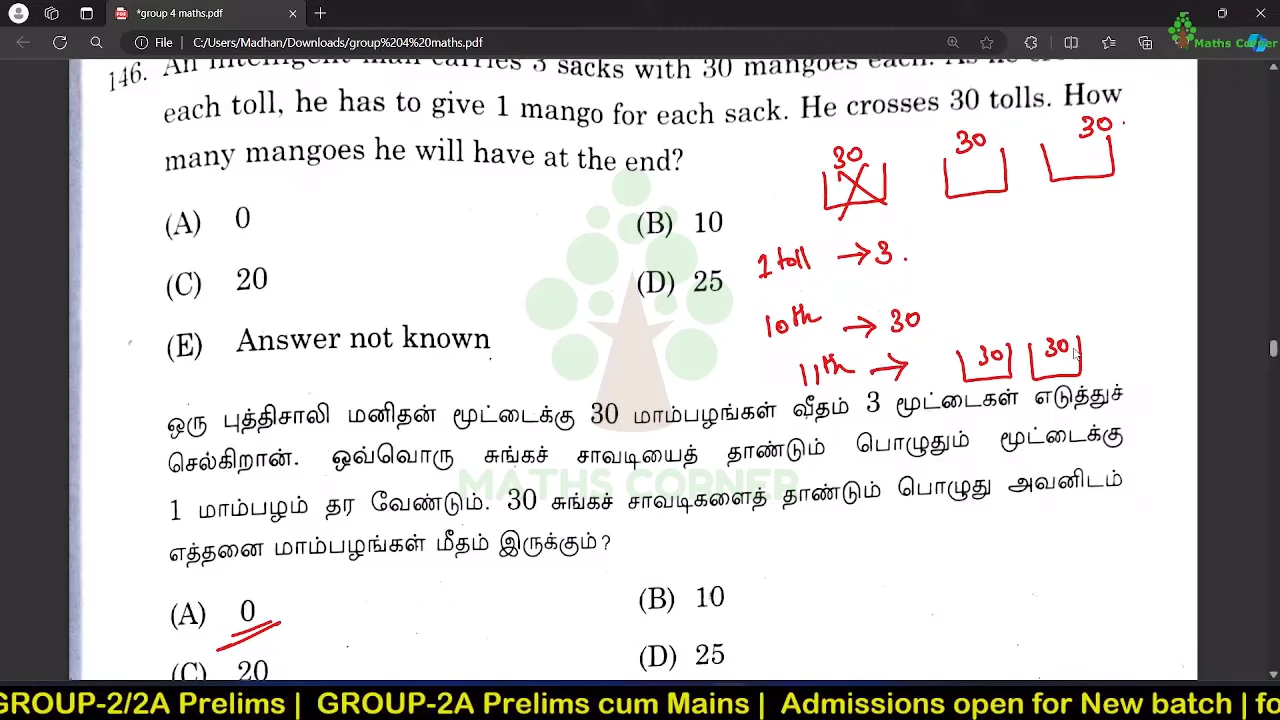 *group 4 maths.pdf
File C:/Users/Madhan/Downloads/group%204%20maths.pdf
Maths Corner
146. An intelligent man carries 3 sacks with 30 mangoes each. As he
each toll, he has to give 1 mango for each sack. He crosses 30 tolls. How
many mangoes he will have at the end?
30 30 30
(A) 0 (B) 10
1 toll → 3.
(C) 20 (D) 25
10th → 30
(E) Answer not known
11th → 30 30
ஒரு புத்திசாலி மனிதன் மூட்டைக்கு 30 மாம்பழங்கள் வீதம் 3 மூட்டைகள் எடுத்துச்
செல்கிறான். ஒவ்வொரு சுங்கச் சாவடியைத் தாண்டும் பொழுதும் மூட்டைக்கு
MATHS CORNER
1 மாம்பழம் தர வேண்டும். 30 சுங்கச் சாவடிகளைத் தாண்டும் பொழுது அவனிடம்
எத்தனை மாம்பழங்கள் மீதம் இருக்கும்?
(A) 0 (B) 10
(C) 20 (D) 25
GROUP-2/2A Prelims | GROUP-2A Prelims cum Mains | Admissions open for New batch | fo